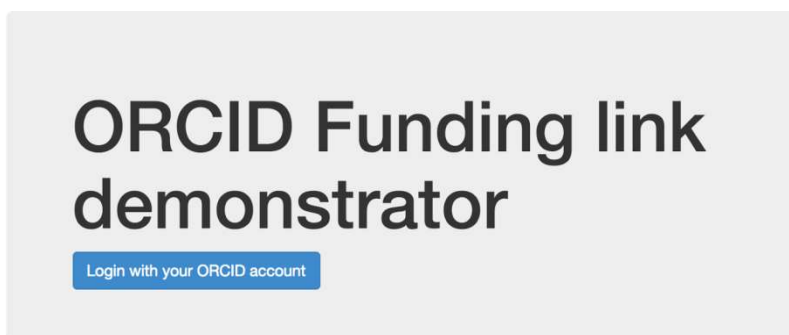 ORCID Funding link
demonstrator
Login with your ORCID account